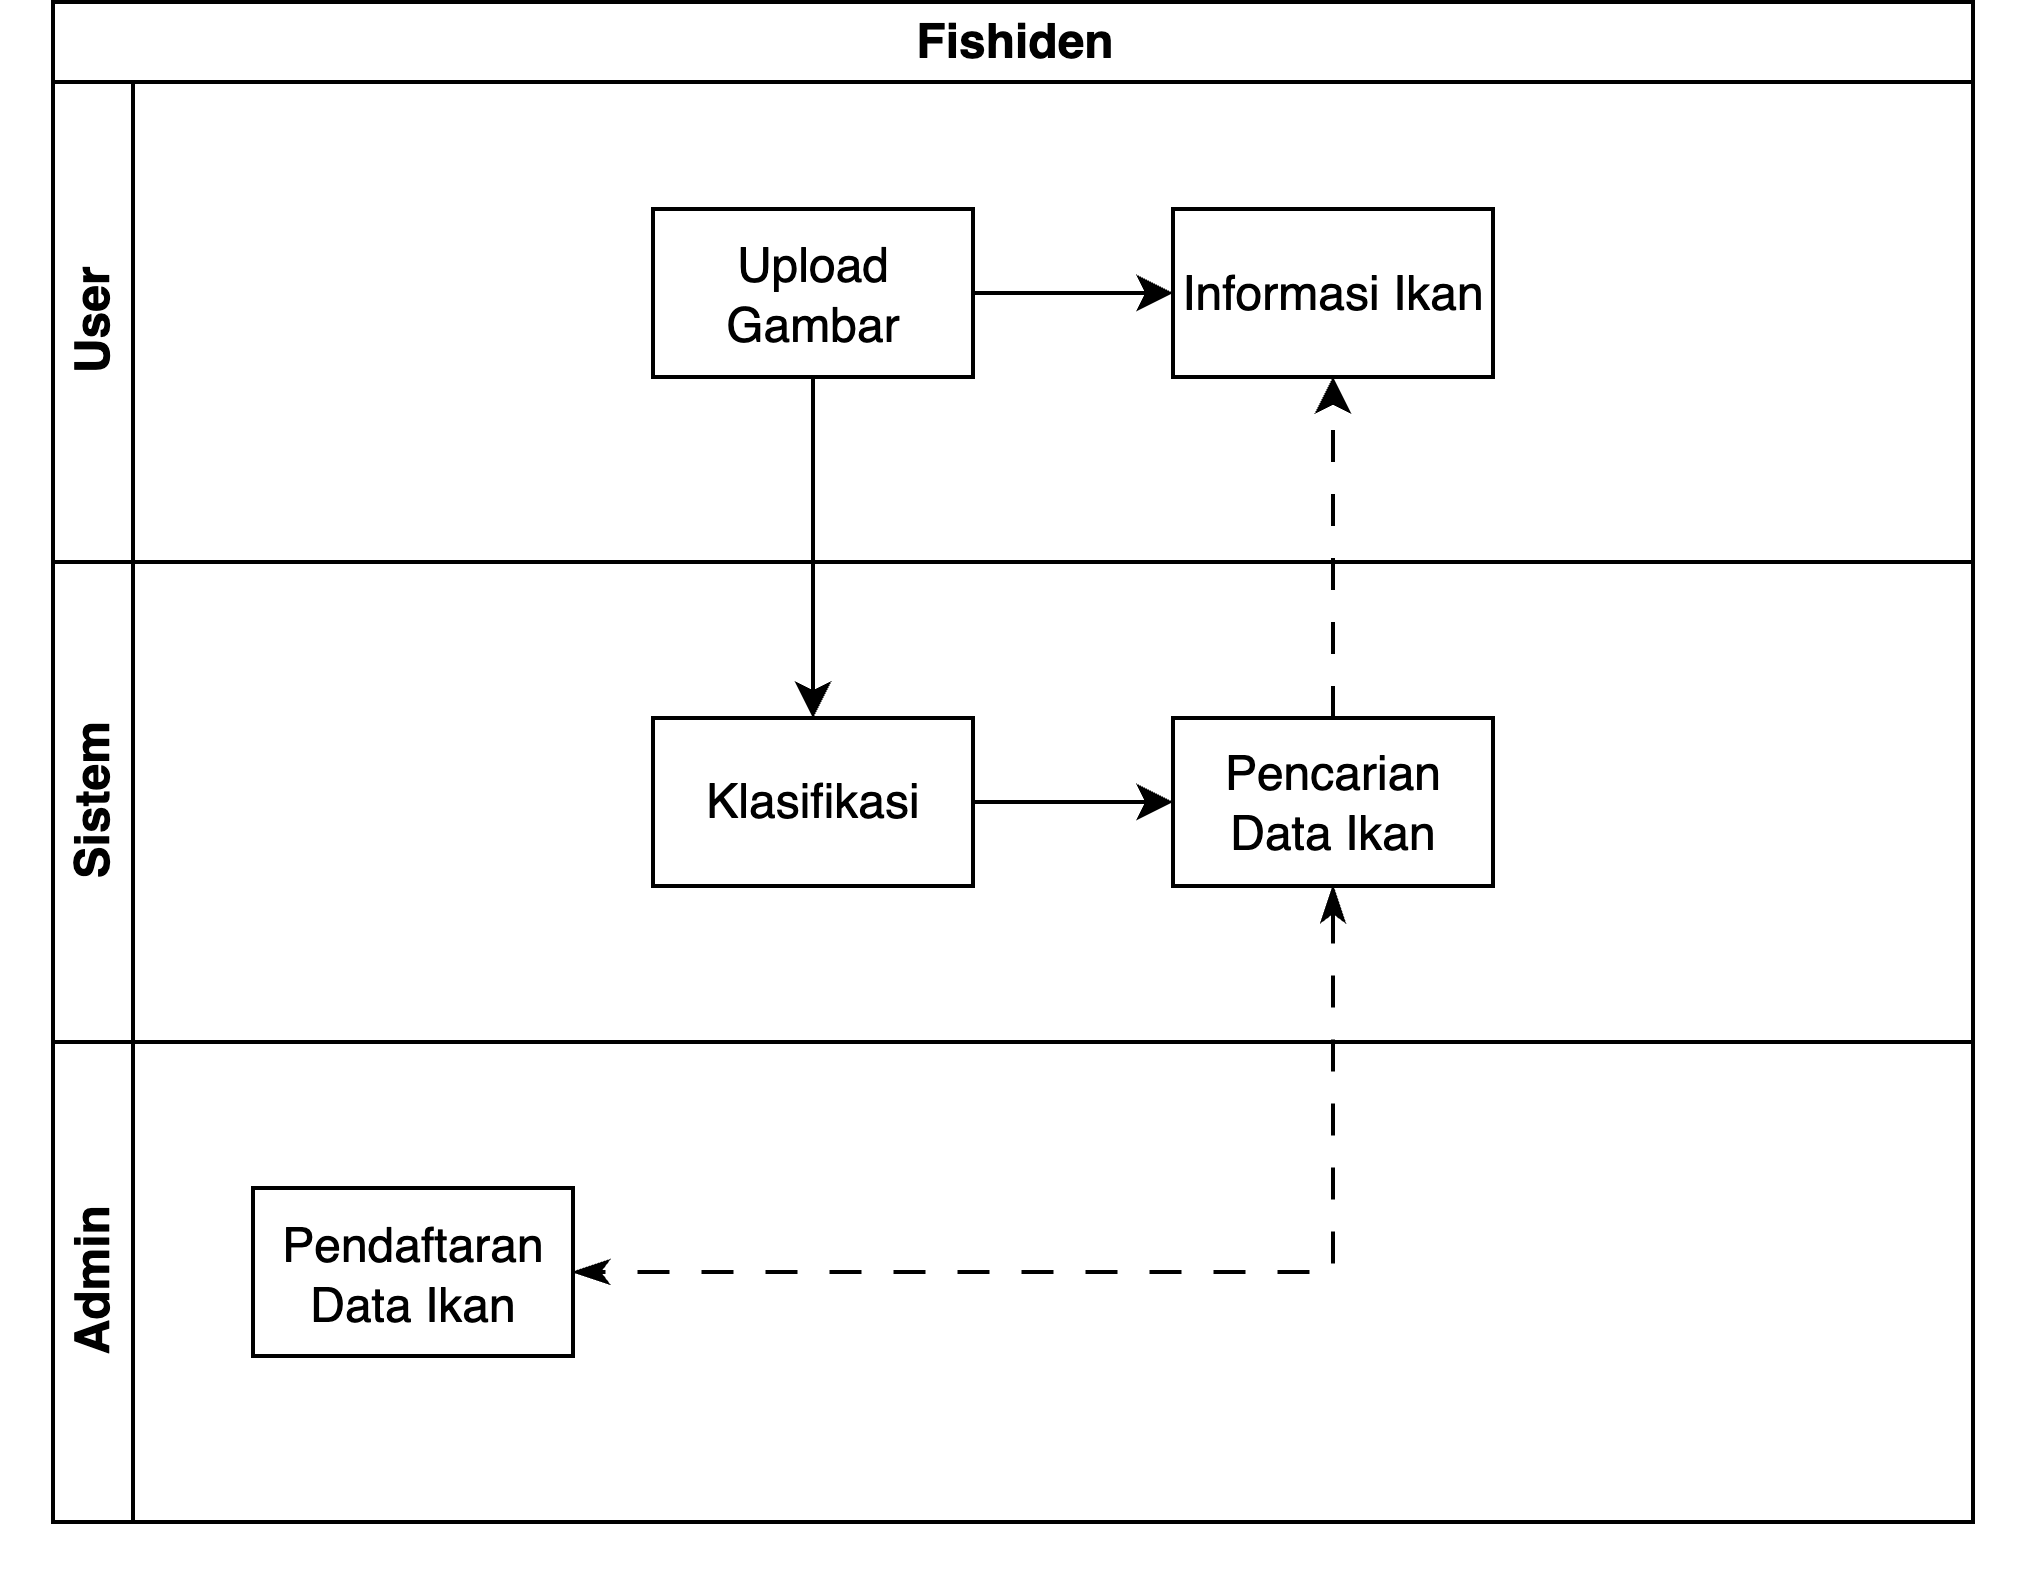 Fishiden
User
Upload
Gambar
Informasi Ikan
Sistem
Klasifikasi
Pencarian
Data Ikan
Admin
Pendaftaran
Data Ikan